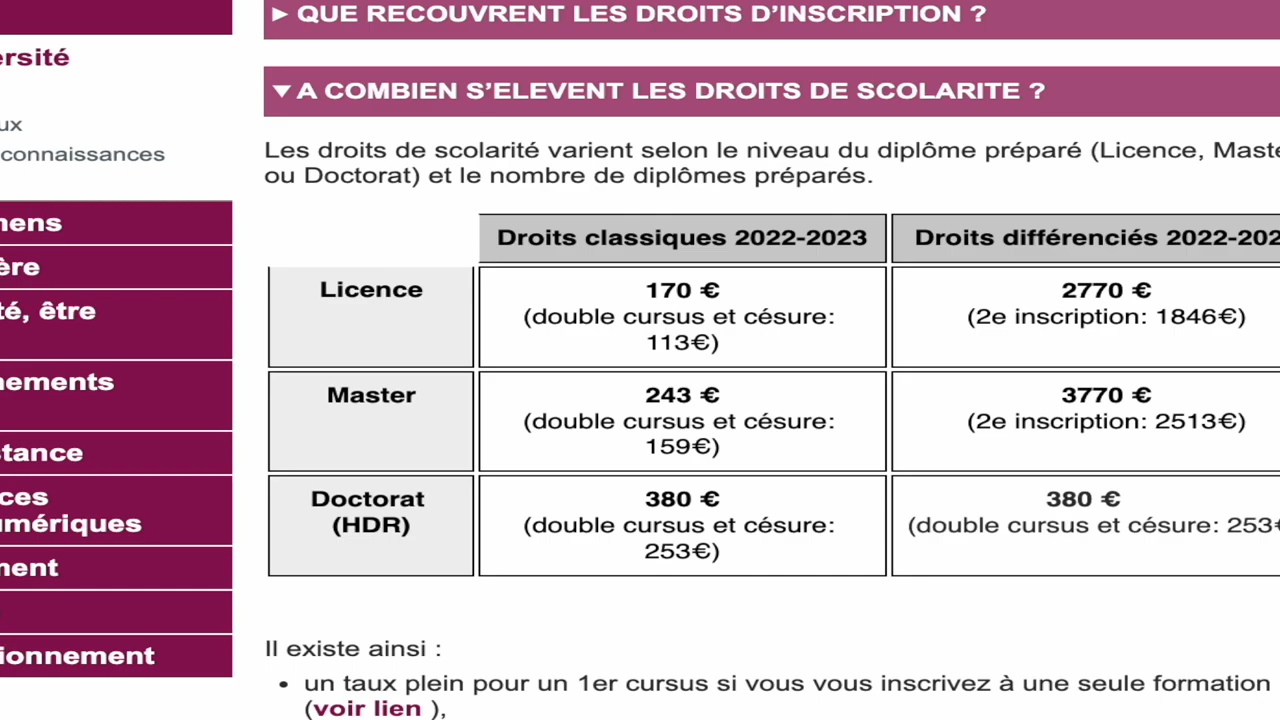 ► QUE RECOUVRENT LES DROITS D’INSCRIPTION ?
ersité
▼ A COMBIEN S’ELEVENT LES DROITS DE SCOLARITE ?
ux
connaissances
Les droits de scolarité varient selon le niveau du diplôme préparé (Licence, Maste
ou Doctorat) et le nombre de diplômes préparés.
mens
ère
té, être
nements
stance
ces
umériques
ment
ionnement
Droits classiques 2022-2023
Droits différenciés 2022-202
Licence
170 €
(double cursus et césure:
113€)
2770 €
(2e inscription: 1846€)
Master
243 €
(double cursus et césure:
159€)
3770 €
(2e inscription: 2513€)
Doctorat
(HDR)
380 €
(double cursus et césure:
253€)
380 €
(double cursus et césure: 253€
Il existe ainsi :
• un taux plein pour un 1er cursus si vous vous inscrivez à une seule formation
(voir lien ),